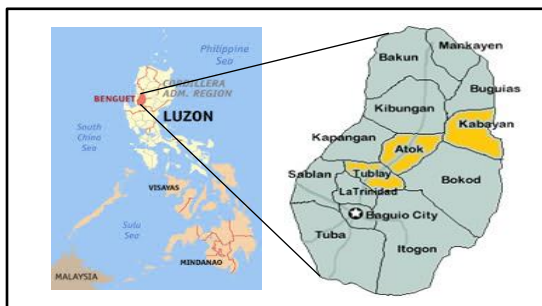 Philippine
Sea
CORDILLERA
ADM. REGION
BENGUET
LUZON
South
China
Sea
VISAYAS
Sulu
Sea
MINDANAO
MALAYSIA
Bakun
Mankayen
Buguias
Kibungan
Kabayan
Kapangan
Atok
Sablan
Tublay
LaTrinidad
Bokod
Baguio City
Tuba
Itogon